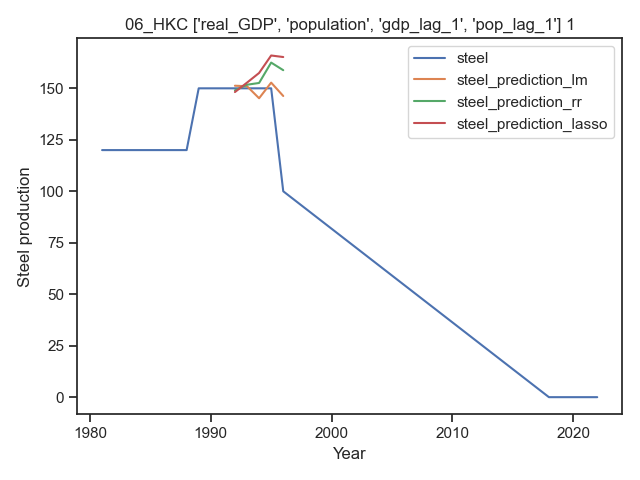 06_HKC ['real_GDP', 'population', 'gdp_lag_1', 'pop_lag_1'] 1
steel
steel_prediction_lm
steel_prediction_rr
steel_prediction_lasso
Steel production
150
125
100
75
50
25
0
1980
1990
2000
2010
2020
Year